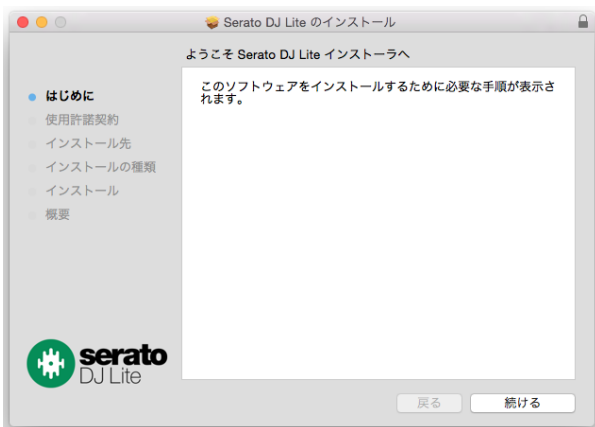 Serato DJ Lite のインストール
ようこそ Serato DJ Lite インストーラへ
はじめに
使用許諾契約
インストール先
インストールの種類
インストール
概要
このソフトウェアをインストールするために必要な手順が表示さ
れます。
serato
DJ Lite
戻る
続ける